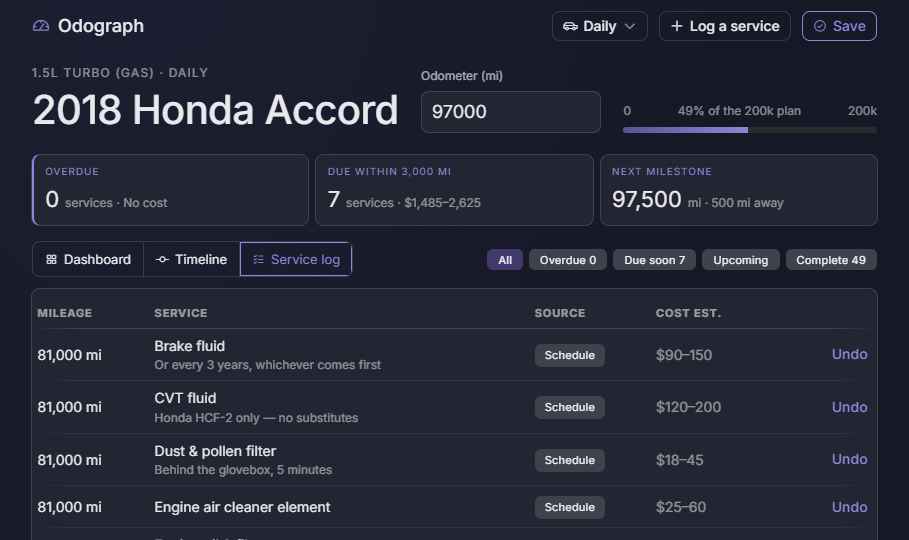 Odograph
Daily
Log a service
Save
1.5L TURBO (GAS) · DAILY
2018 Honda Accord
Odometer (mi)
97000
0 49% of the 200k plan 200k
OVERDUE
0 services · No cost
DUE WITHIN 3,000 MI
7 services · $1,485–2,625
NEXT MILESTONE
97,500 mi · 500 mi away
Dashboard
Timeline
Service log
All
Overdue 0
Due soon 7
Upcoming
Complete 49
MILEAGE SERVICE SOURCE COST EST.
81,000 mi Brake fluid Schedule $90–150 Undo
Or every 3 years, whichever comes first
81,000 mi CVT fluid Schedule $120–200 Undo
Honda HCF-2 only — no substitutes
81,000 mi Dust & pollen filter Schedule $18–45 Undo
Behind the glovebox, 5 minutes
81,000 mi Engine air cleaner element Schedule $25–60 Undo